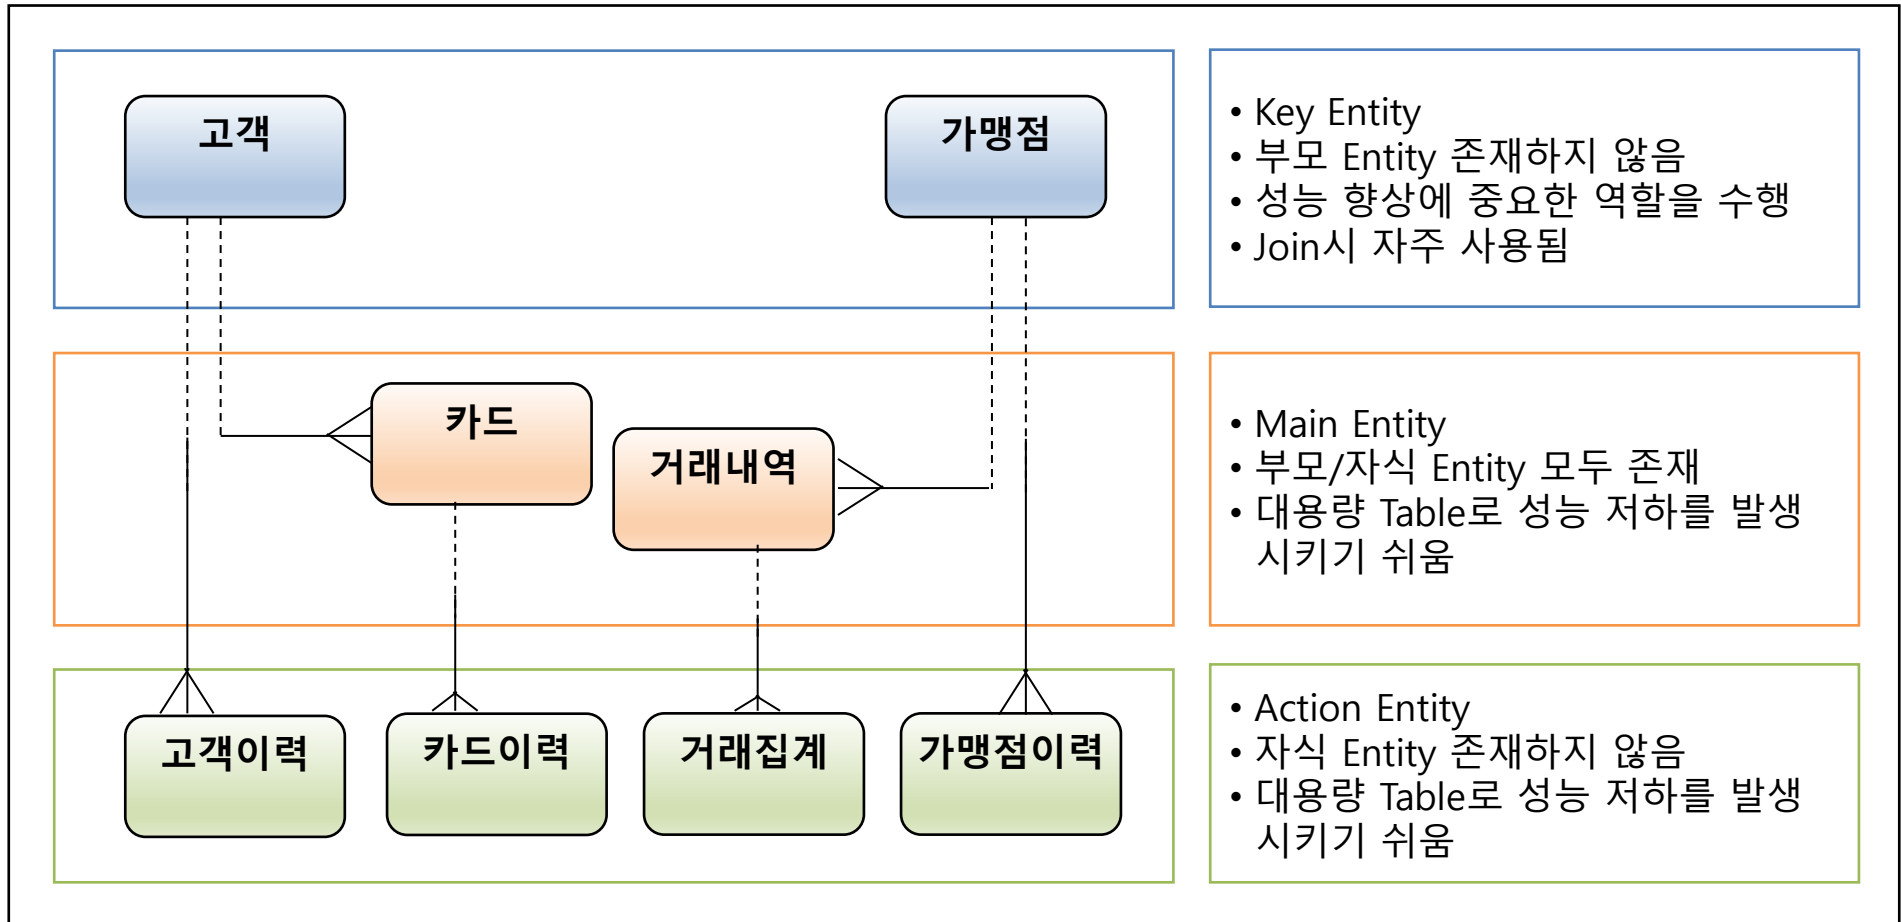 고객
가맹점
• Key Entity
• 부모 Entity 존재하지 않음
• 성능 향상에 중요한 역할을 수행
• Join시 자주 사용됨
카드
거래내역
• Main Entity
• 부모/자식 Entity 모두 존재
• 대용량 Table로 성능 저하를 발생
시키기 쉬움
고객이력
카드이력
거래집계
가맹점이력
• Action Entity
• 자식 Entity 존재하지 않음
• 대용량 Table로 성능 저하를 발생
시키기 쉬움